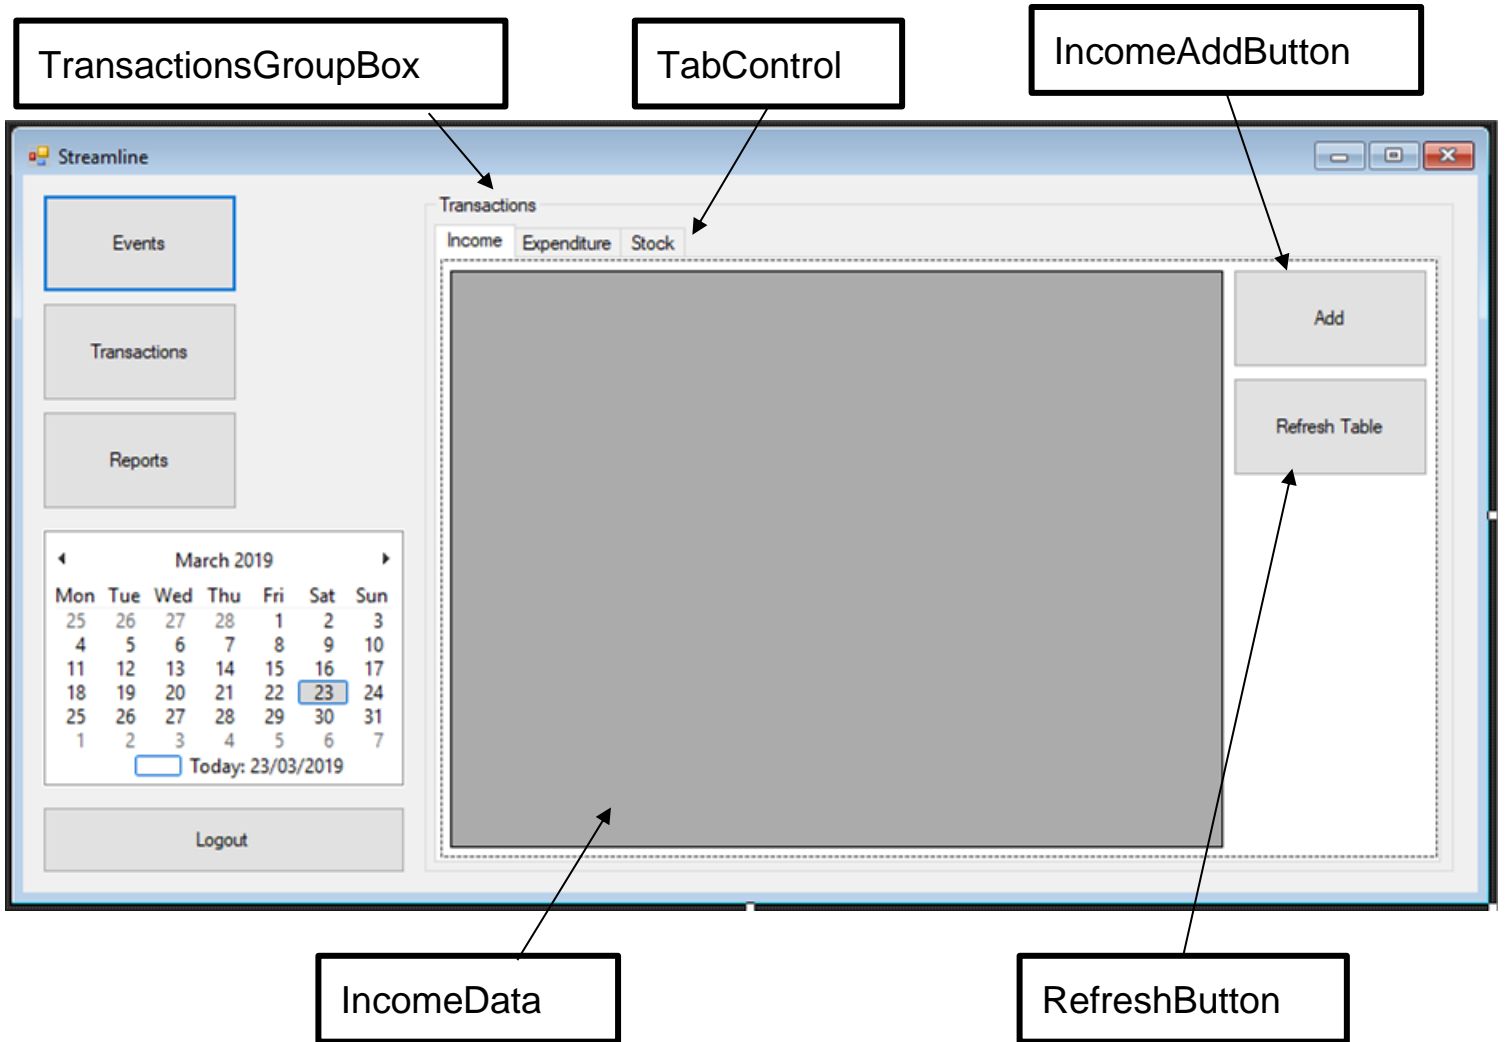 TransactionsGroupBox
TabControl
IncomeAddButton
Streamline
Events
Transactions
Reports
March 2019
Mon Tue Wed Thu Fri Sat Sun
25 26 27 28 1 2 3
4 5 6 7 8 9 10
11 12 13 14 15 16 17
18 19 20 21 22 23 24
25 26 27 28 29 30 31
1 2 3 4 5 6 7
Today: 23/03/2019
Logout
Transactions
Income Expenditure Stock
Add
Refresh Table
IncomeData
RefreshButton